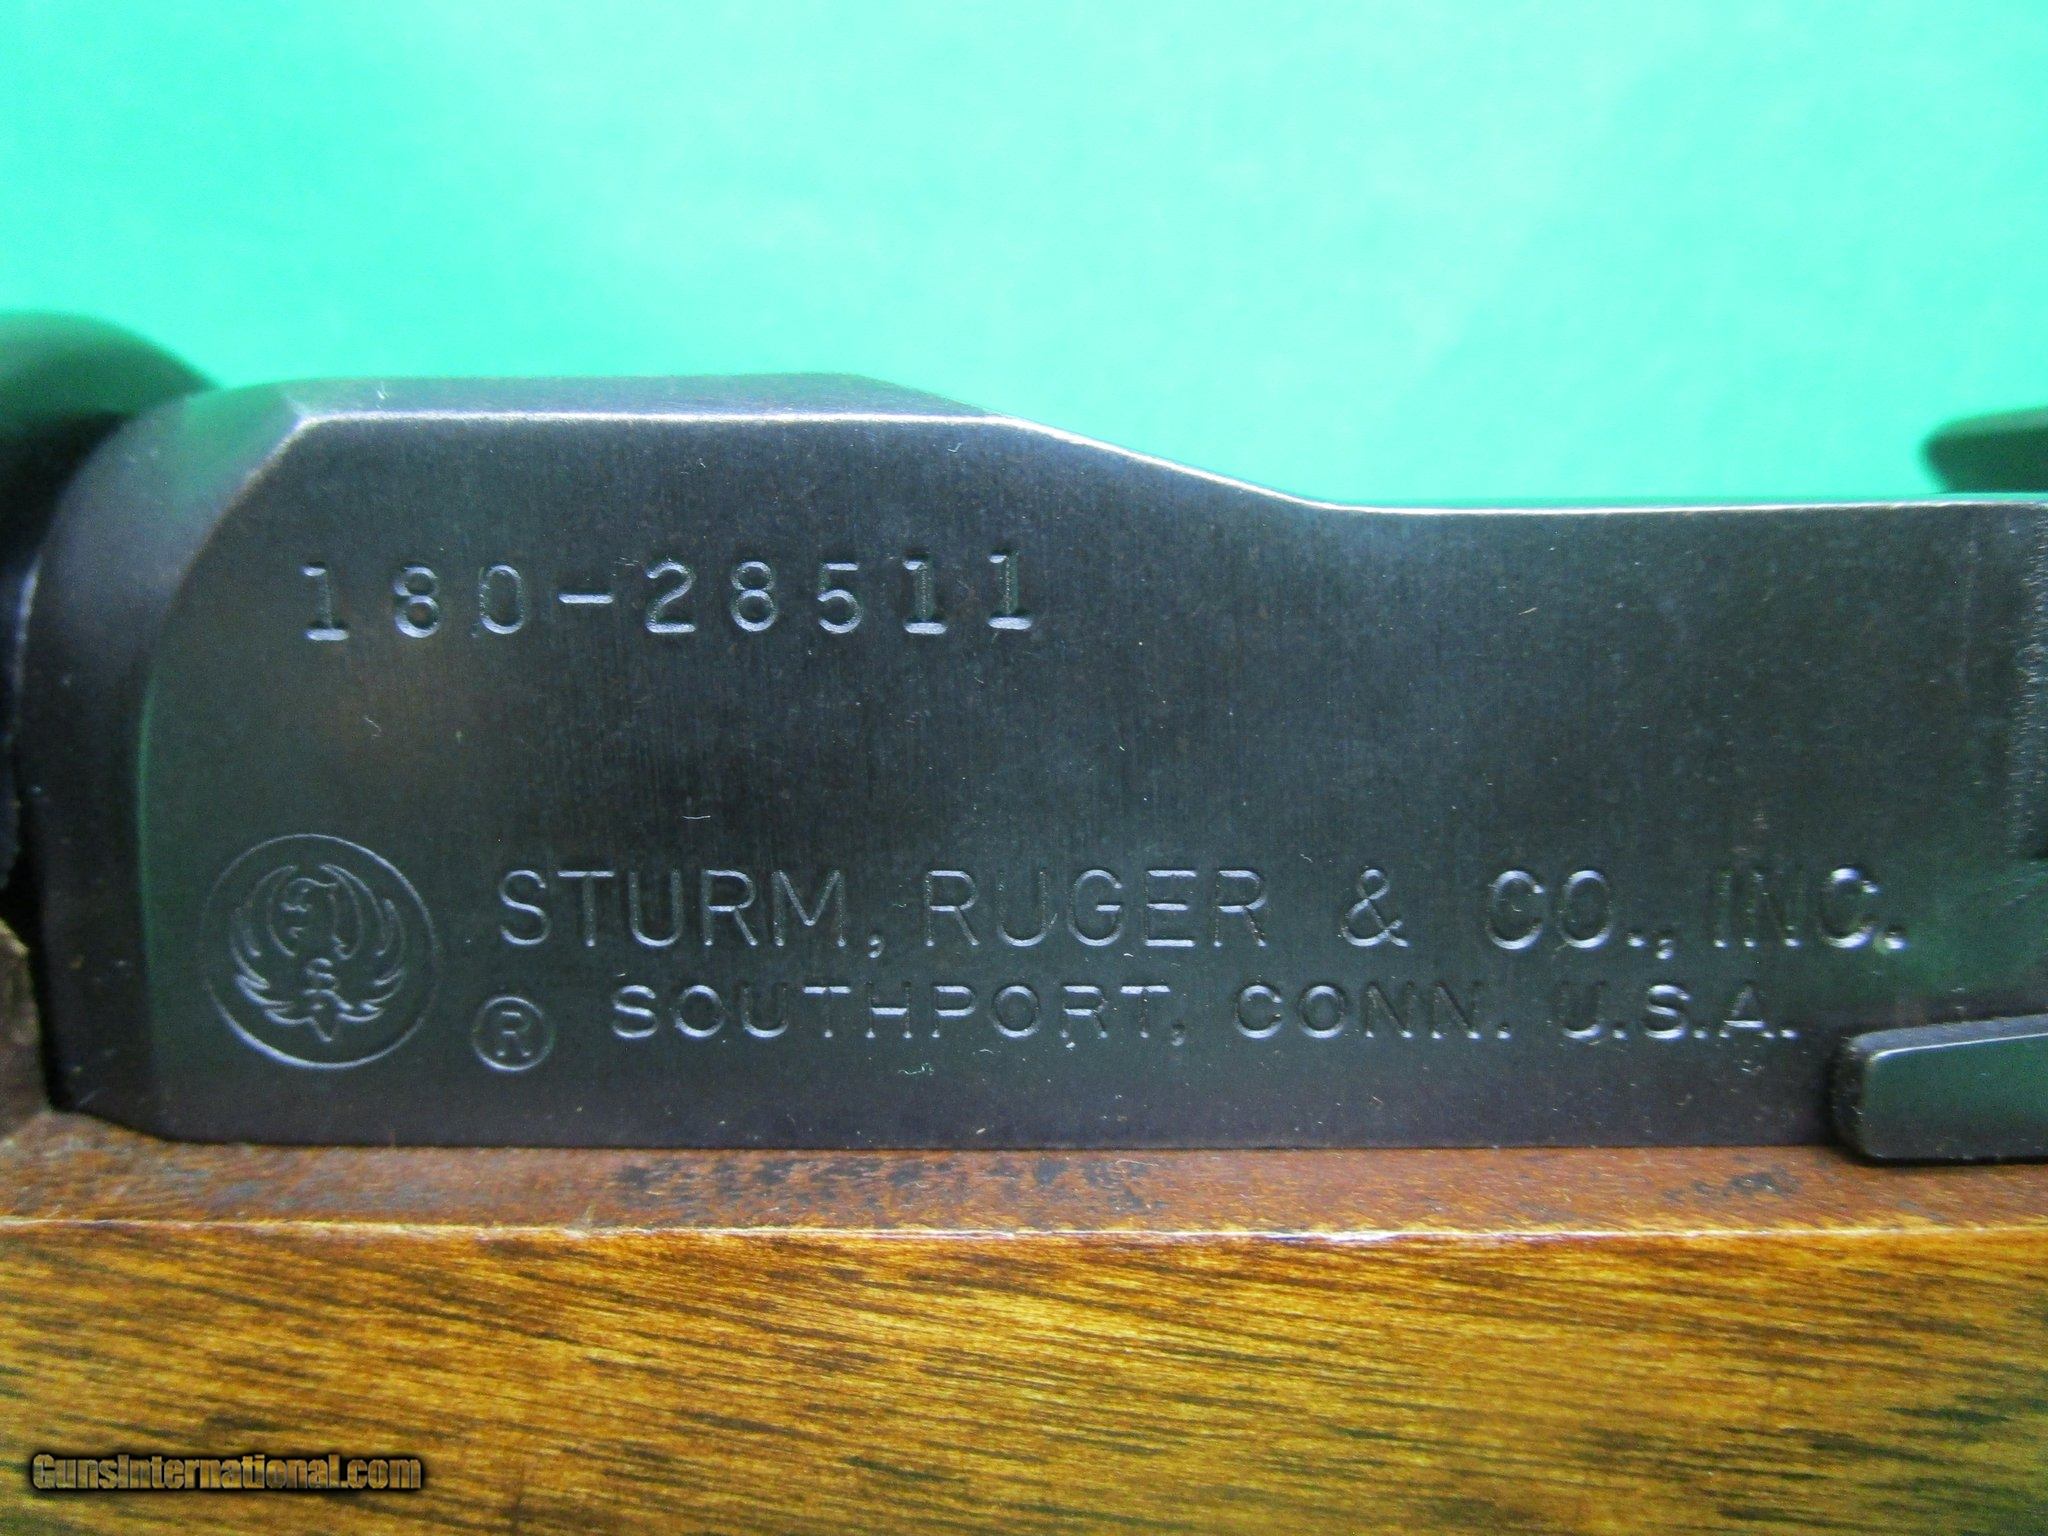 180-28511
STURM, RUGER & CO., INC.
® SOUTHPORT, CONN. U.S.A.
GunsInternational.com